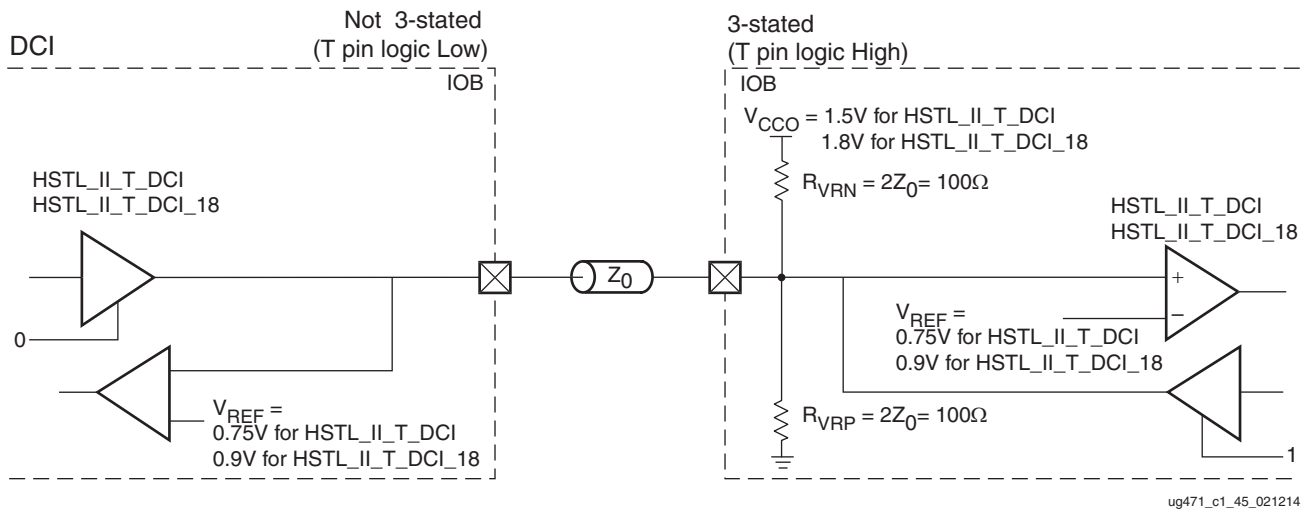 DCI
Not 3-stated
(T pin logic Low)
IOB
HSTL_II_T_DCI
HSTL_II_T_DCI_18
0
VREF =
0.75V for HSTL_II_T_DCI
0.9V for HSTL_II_T_DCI_18
Z0
3-stated
(T pin logic High)
IOB
VCCO = 1.5V for HSTL_II_T_DCI
1.8V for HSTL_II_T_DCI_18
RVRN = 2Z0= 100Ω
HSTL_II_T_DCI
HSTL_II_T_DCI_18
+
–
VREF =
0.75V for HSTL_II_T_DCI
0.9V for HSTL_II_T_DCI_18
RVRP = 2Z0= 100Ω
1
ug471_c1_45_021214